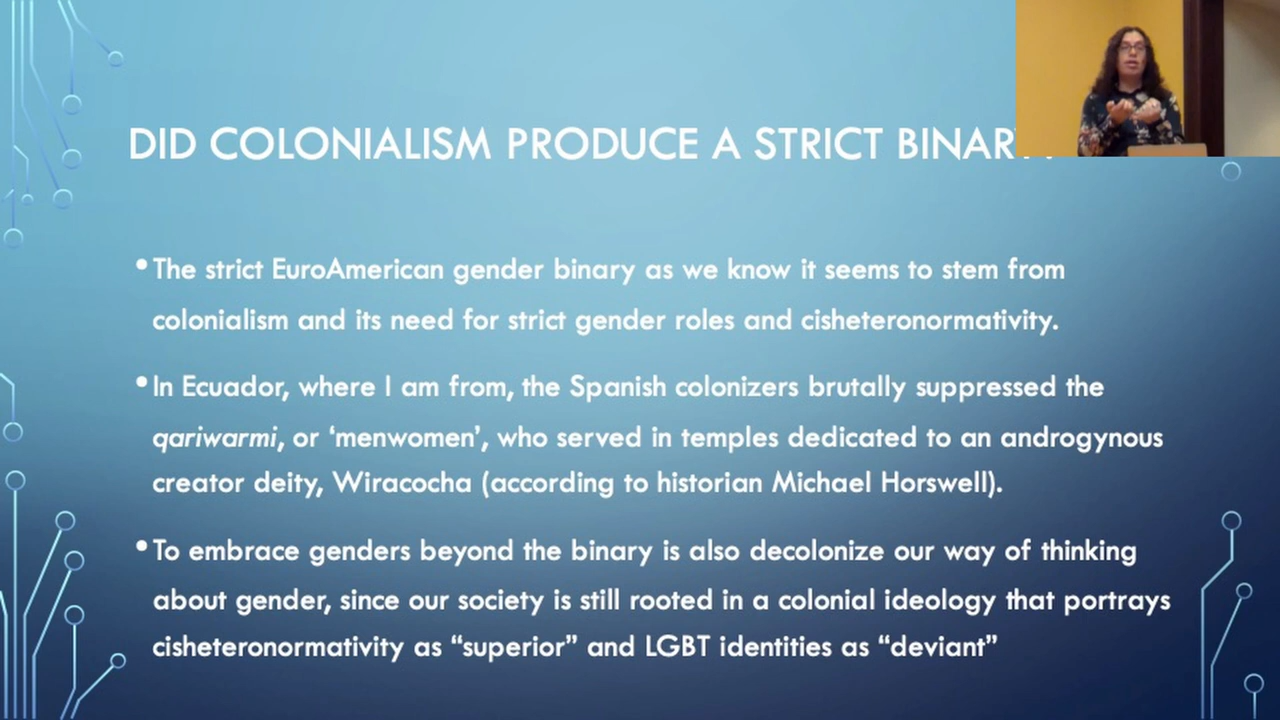 DID COLONIALISM PRODUCE A STRICT BINARY?
• The strict EuroAmerican gender binary as we know it seems to stem from
colonialism and its need for strict gender roles and cisheteronormativity.
• In Ecuador, where I am from, the Spanish colonizers brutally suppressed the
qariwarmi, or ‘menwomen’, who served in temples dedicated to an androgynous
creator deity, Wiracocha (according to historian Michael Horswell).
• To embrace genders beyond the binary is also decolonize our way of thinking
about gender, since our society is still rooted in a colonial ideology that portrays
cisheteronormativity as “superior” and LGBT identities as “deviant”